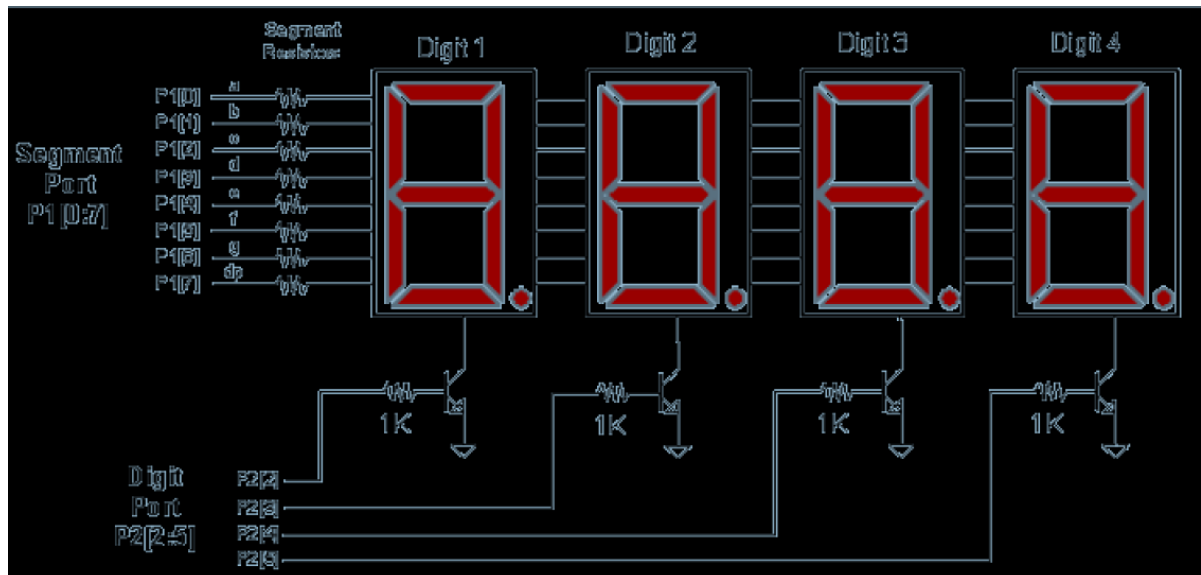 Segment
Resistors
Digit 1
Digit 2
Digit 3
Digit 4
P1[0] a
P1[1] b
P1[2] c
P1[3] d
P1[4] e
P1[5] f
P1[6] g
P1[7] dp
Segment
Port
P1[0:7]
1K
1K
1K
1K
Digit
Port
P2[2:5]
P2[2]
P2[3]
P2[4]
P2[5]